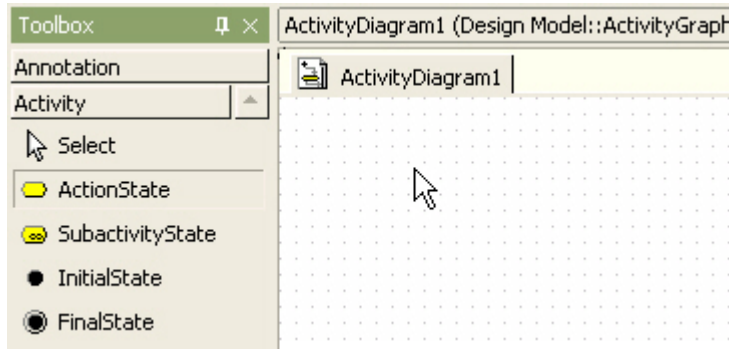 Toolbox
Annotation
Activity
Select
ActionState
SubactivityState
InitialState
FinalState
ActivityDiagram1 (Design Model::ActivityGraph
ActivityDiagram1